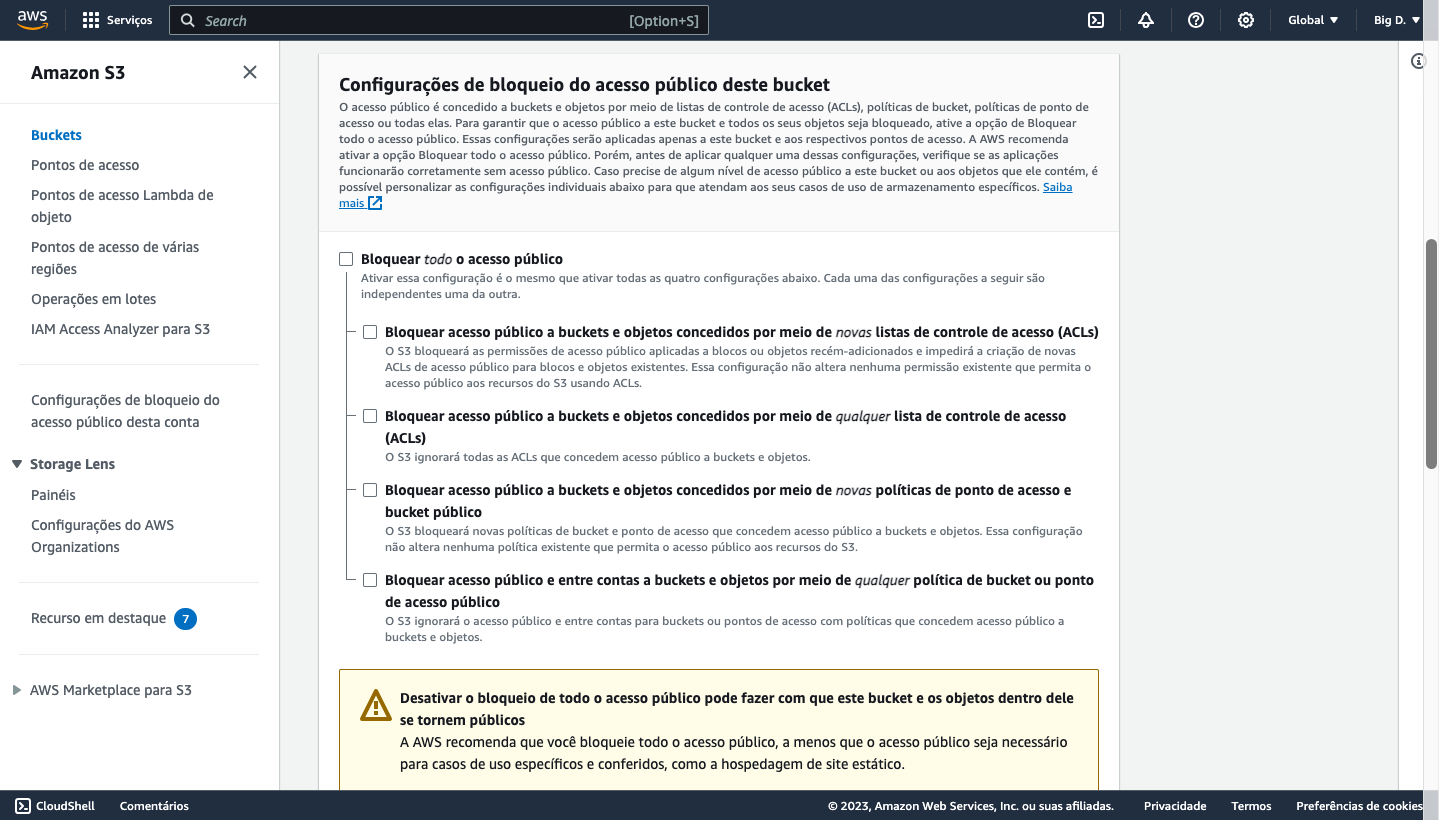 aws
Serviços
Search
[Option+S]
Global
Big D.
Amazon S3
Buckets
Pontos de acesso
Pontos de acesso Lambda de
objeto
Pontos de acesso de várias
regiões
Operações em lotes
IAM Access Analyzer para S3
Configurações de bloqueio do
acesso público desta conta
Storage Lens
Painéis
Configurações do AWS
Organizations
Recurso em destaque 7
AWS Marketplace para S3
Configurações de bloqueio do acesso público deste bucket
O acesso público é concedido a buckets e objetos por meio de listas de controle de acesso (ACLs), políticas de bucket, políticas de ponto de
acesso ou todas elas. Para garantir que o acesso público a este bucket e todos os seus objetos seja bloqueado, ative a opção de Bloquear
todo o acesso público. Essas configurações serão aplicadas apenas a este bucket e aos respectivos pontos de acesso. A AWS recomenda
ativar a opção Bloquear todo o acesso público. Porém, antes de aplicar qualquer uma dessas configurações, verifique se as aplicações
funcionarão corretamente sem acesso público. Caso precise de algum nível de acesso público a este bucket ou aos objetos que ele contém, é
possível personalizar as configurações individuais abaixo para que atendam aos seus casos de uso de armazenamento específicos. Saiba
mais
Bloquear todo o acesso público
Ativar essa configuração é o mesmo que ativar todas as quatro configurações abaixo. Cada uma das configurações a seguir são
independentes uma da outra.
Bloquear acesso público a buckets e objetos concedidos por meio de novas listas de controle de acesso (ACLs)
O S3 bloqueará as permissões de acesso público aplicadas a blocos ou objetos recém-adicionados e impedirá a criação de novas
ACLs de acesso público para blocos e objetos existentes. Essa configuração não altera nenhuma permissão existente que permita o
acesso público aos recursos do S3 usando ACLs.
Bloquear acesso público a buckets e objetos concedidos por meio de qualquer lista de controle de acesso
(ACLs)
O S3 ignorará todas as ACLs que concedem acesso público a buckets e objetos.
Bloquear acesso público a buckets e objetos concedidos por meio de novas políticas de ponto de acesso e
bucket público
O S3 bloqueará novas políticas de bucket e ponto de acesso que concedem acesso público a buckets e objetos. Essa configuração
não altera nenhuma política existente que permita o acesso público aos recursos do S3.
Bloquear acesso público e entre contas a buckets e objetos por meio de qualquer política de bucket ou ponto
de acesso público
O S3 ignorará o acesso público e entre contas para buckets ou pontos de acesso com políticas que concedem acesso público a
buckets e objetos.
Desativar o bloqueio de todo o acesso público pode fazer com que este bucket e os objetos dentro dele
se tornem públicos
A AWS recomenda que você bloqueie todo o acesso público, a menos que o acesso público seja necessário
para casos de uso específicos e conferidos, como a hospedagem de site estático.
CloudShell
Comentários
© 2023, Amazon Web Services, Inc. ou suas afiliadas.
Privacidade
Termos
Preferências de cookies